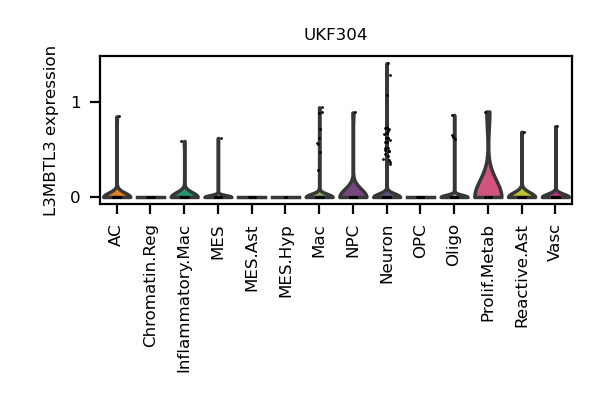 UKF304
L3MBTL3 expression
1
0
AC
Chromatin.Reg
Inflammatory.Mac
MES
MES.Ast
MES.Hyp
Mac
NPC
Neuron
OPC
Oligo
Prolif.Metab
Reactive.Ast
Vasc